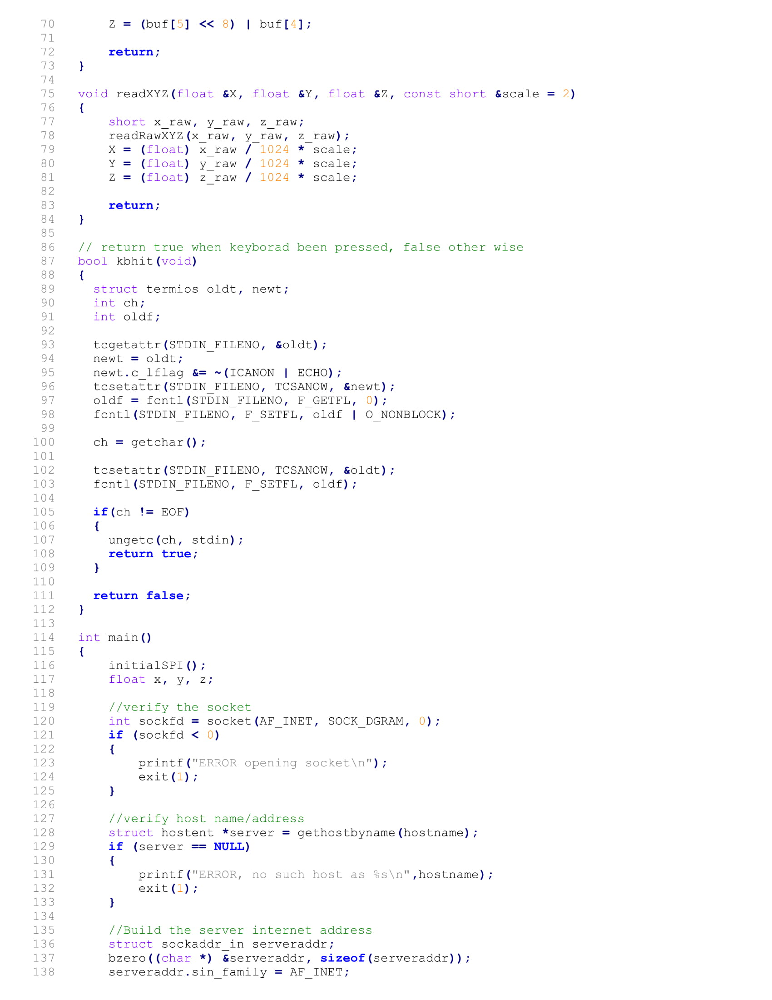 70 Z = (buf[5] << 8) | buf[4];
71
72 return;
73 }
74
75 void readXYZ(float &X, float &Y, float &Z, const short &scale = 2)
76 {
77 short x_raw, y_raw, z_raw;
78 readRawXYZ(x_raw, y_raw, z_raw);
79 X = (float) x_raw / 1024 * scale;
80 Y = (float) y_raw / 1024 * scale;
81 Z = (float) z_raw / 1024 * scale;
82
83 return;
84 }
85
86 // return true when keyborad been pressed, false other wise
87 bool kbhit(void)
88 {
89 struct termios oldt, newt;
90 int ch;
91 int oldf;
92
93 tcgetattr(STDIN_FILENO, &oldt);
94 newt = oldt;
95 newt.c_lflag &= ~(ICANON | ECHO);
96 tcsetattr(STDIN_FILENO, TCSANOW, &newt);
97 oldf = fcntl(STDIN_FILENO, F_GETFL, 0);
98 fcntl(STDIN_FILENO, F_SETFL, oldf | O_NONBLOCK);
99
100 ch = getchar();
101
102 tcsetattr(STDIN_FILENO, TCSANOW, &oldt);
103 fcntl(STDIN_FILENO, F_SETFL, oldf);
104
105 if(ch != EOF)
106 {
107 ungetc(ch, stdin);
108 return true;
109 }
110
111 return false;
112 }
113
114 int main()
115 {
116 initialSPI();
117 float x, y, z;
118
119 //verify the socket
120 int sockfd = socket(AF_INET, SOCK_DGRAM, 0);
121 if (sockfd < 0)
122 {
123 printf("ERROR opening socket\n");
124 exit(1);
125 }
126
127 //verify host name/address
128 struct hostent *server = gethostbyname(hostname);
129 if (server == NULL)
130 {
131 printf("ERROR, no such host as %s\n",hostname);
132 exit(1);
133 }
134
135 //Build the server internet address
136 struct sockaddr_in serveraddr;
137 bzero((char *) &serveraddr, sizeof(serveraddr));
138 serveraddr.sin_family = AF_INET;